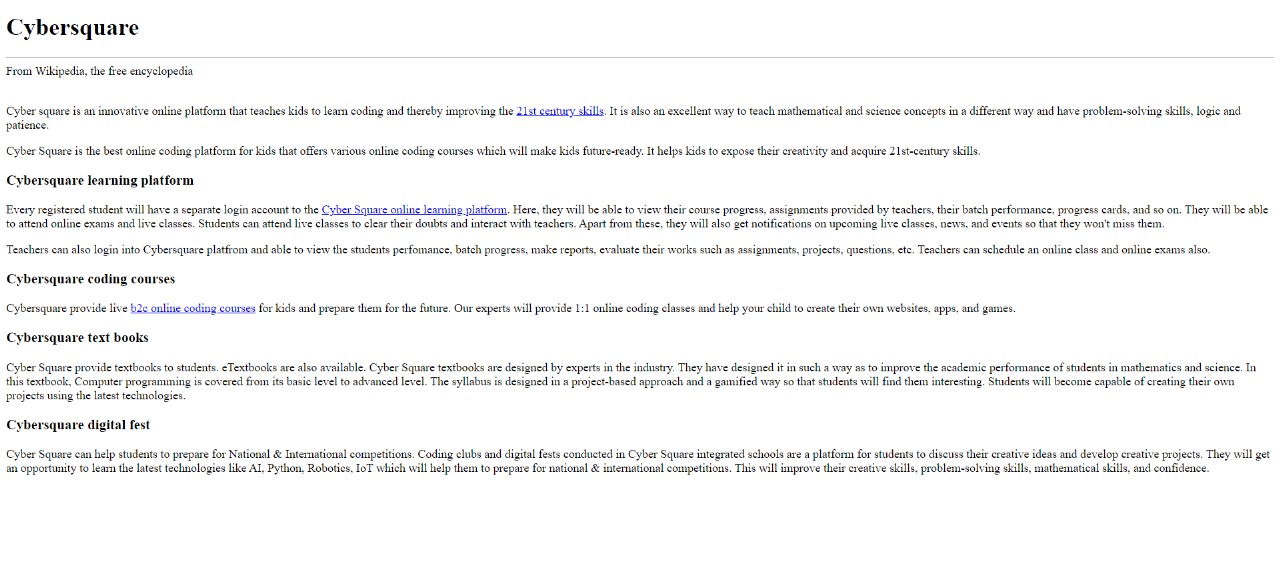 Cybersquare
From Wikipedia, the free encyclopedia
Cyber square is an innovative online platform that teaches kids to learn coding and thereby improving the 21st century skills. It is also an excellent way to teach mathematical and science concepts in a different way and have problem-solving skills, logic and
patience.
Cyber Square is the best online coding platform for kids that offers various online coding courses which will make kids future-ready. It helps kids to expose their creativity and acquire 21st-century skills.
Cybersquare learning platform
Every registered student will have a separate login account to the Cyber Square online learning platform. Here, they will be able to view their course progress, assignments provided by teachers, their batch performance, progress cards, and so on. They will be able
to attend online exams and live classes. Students can attend live classes to clear their doubts and interact with teachers. Apart from these, they will also get notifications on upcoming live classes, news, and events so that they won't miss them.
Teachers can also login into Cybersquare platfrom and able to view the students perfomance, batch progress, make reports, evaluate their works such as assignments, projects, questions, etc. Teachers can schedule an online class and online exams also.
Cybersquare coding courses
Cybersquare provide live b2c online coding courses for kids and prepare them for the future. Our experts will provide 1:1 online coding classes and help your child to create their own websites, apps, and games.
Cybersquare text books
Cyber Square provide textbooks to students. eTextbooks are also available. Cyber Square textbooks are designed by experts in the industry. They have designed it in such a way as to improve the academic performance of students in mathematics and science. In
this textbook, Computer programming is covered from its basic level to advanced level. The syllabus is designed in a project-based approach and a gamified way so that students will find them interesting. Students will become capable of creating their own
projects using the latest technologies.
Cybersquare digital fest
Cyber Square can help students to prepare for National & International competitions. Coding clubs and digital fests conducted in Cyber Square integrated schools are a platform for students to discuss their creative ideas and develop creative projects. They will get
an opportunity to learn the latest technologies like AI, Python, Robotics, IoT which will help them to prepare for national & international competitions. This will improve their creative skills, problem-solving skills, mathematical skills, and confidence.